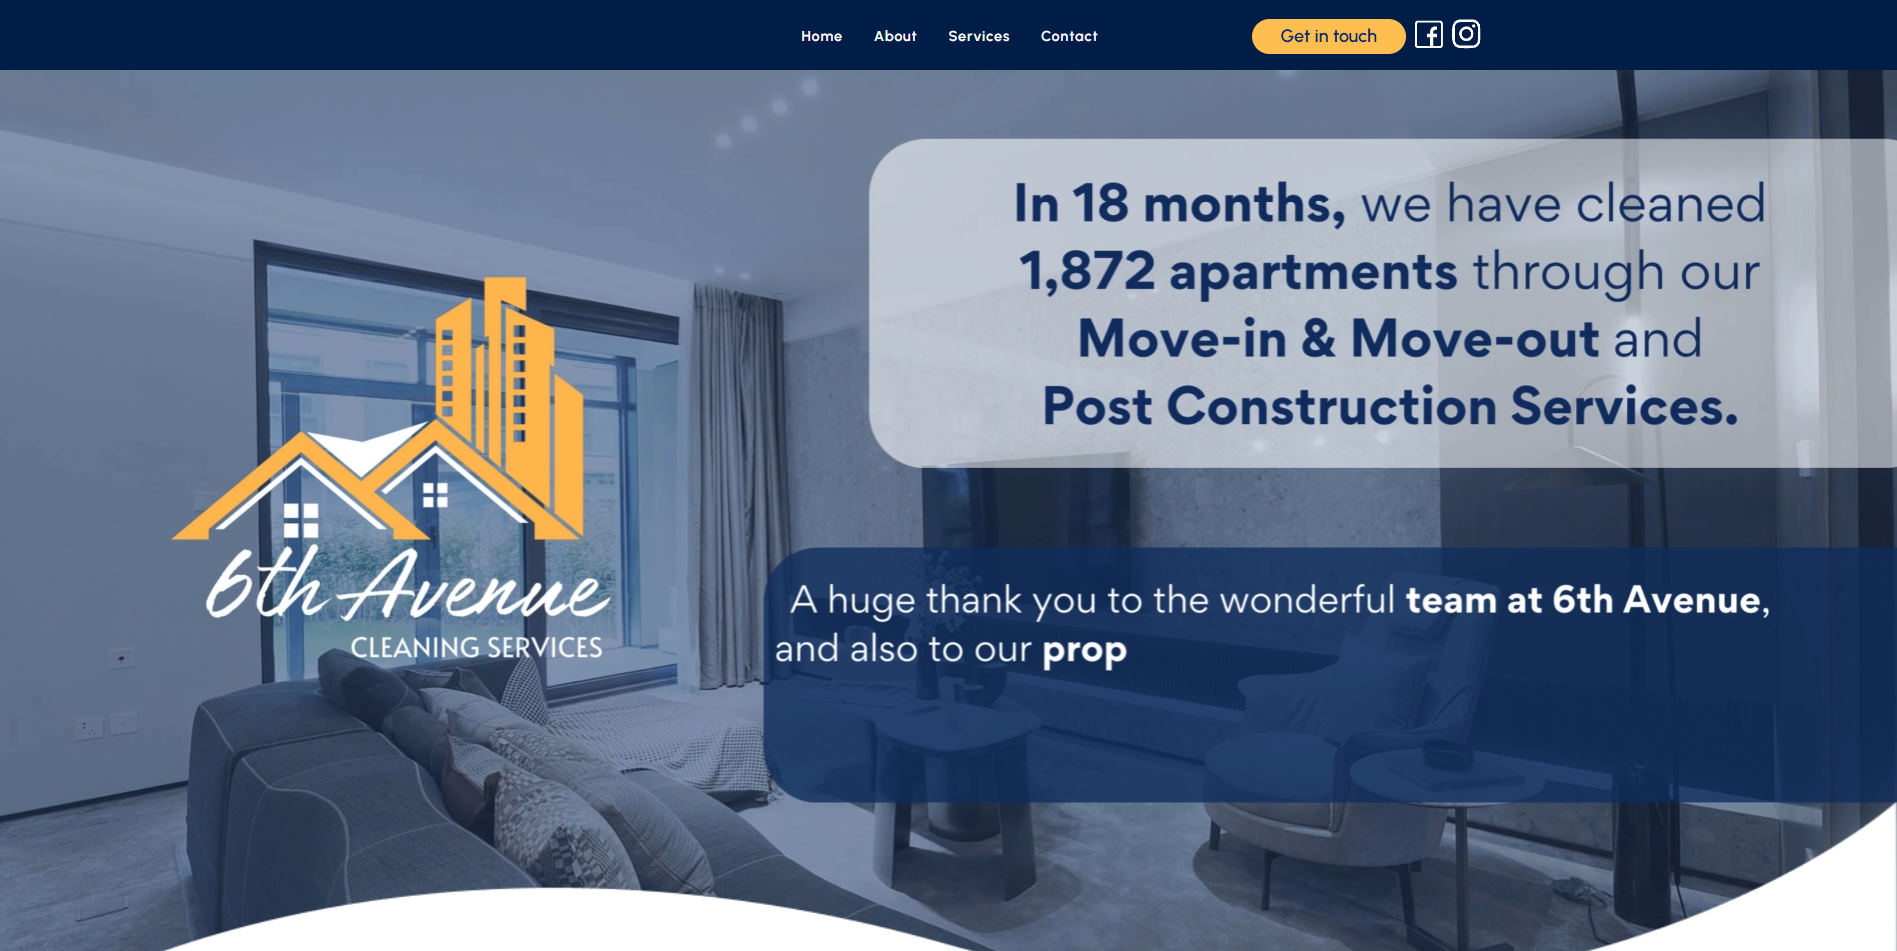 Home About Services Contact Get in touch
In 18 months, we have cleaned
1,872 apartments through our
Move-in & Move-out and
Post Construction Services.
6th Avenue
CLEANING SERVICES
A huge thank you to the wonderful team at 6th Avenue,
and also to our prop